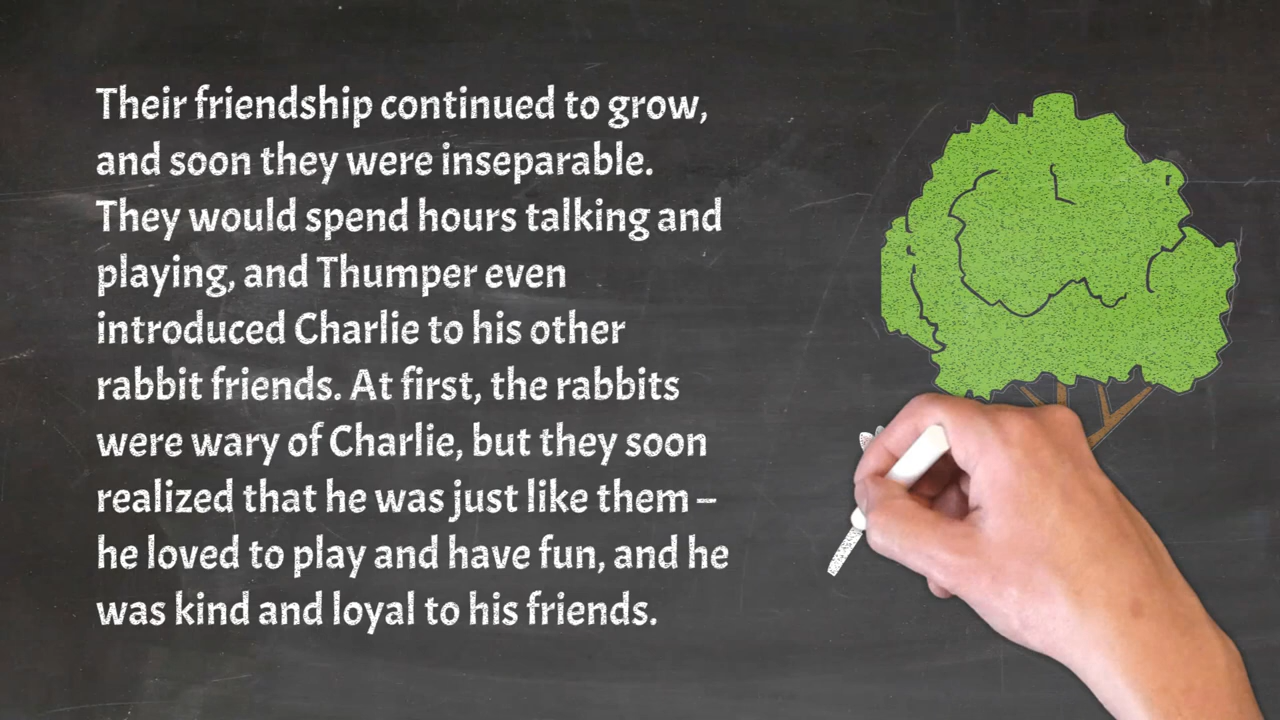 Their friendship continued to grow,
and soon they were inseparable.
They would spend hours talking and
playing, and Thumper even
introduced Charlie to his other
rabbit friends. At first, the rabbits
were wary of Charlie, but they soon
realized that he was just like them –
he loved to play and have fun, and he
was kind and loyal to his friends.